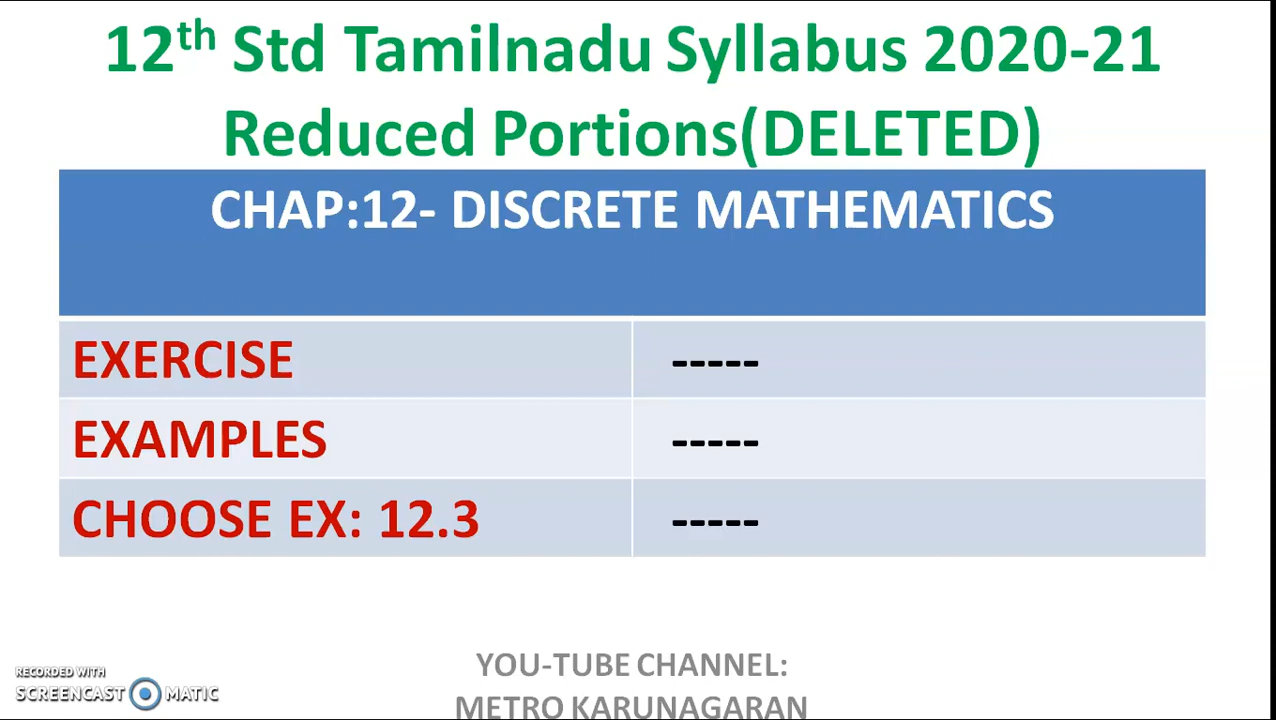 12th Std Tamilnadu Syllabus 2020-21
Reduced Portions(DELETED)
CHAP:12- DISCRETE MATHEMATICS
EXERCISE -----
EXAMPLES -----
CHOOSE EX: 12.3 -----
YOU-TUBE CHANNEL:
METRO KARUNAGARAN
RECORDED WITH
SCREENCAST MATIC